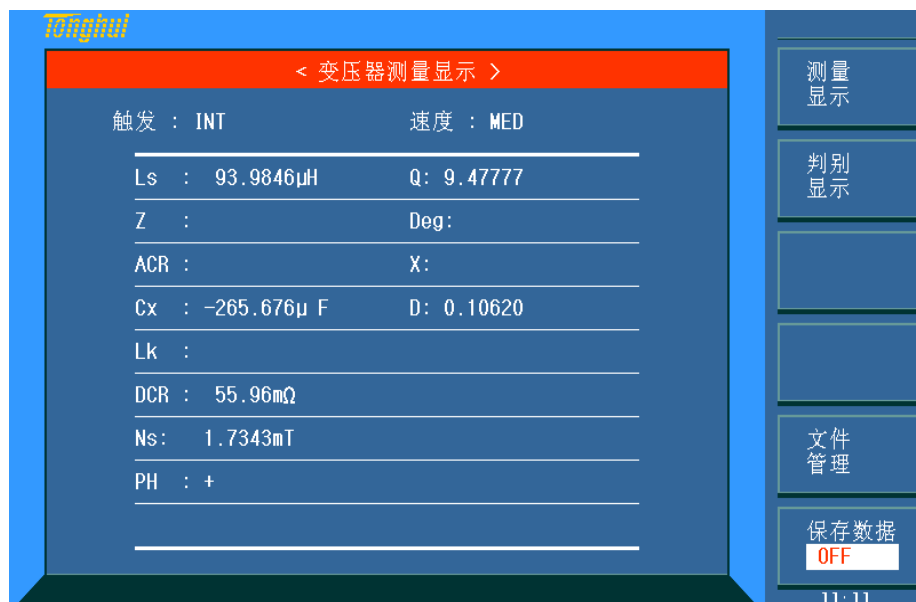 Tonghui
< 变压器测量显示 >
触发 : INT 速度 : MED
Ls : 93.9846μH Q: 9.47777
Z : Deg:
ACR : X:
Cx : -265.676μ F D: 0.10620
Lk :
DCR : 55.96mΩ
Ns: 1.7343mT
PH : +
测量
显示
判别
显示
文件
管理
保存数据
OFF
11:11